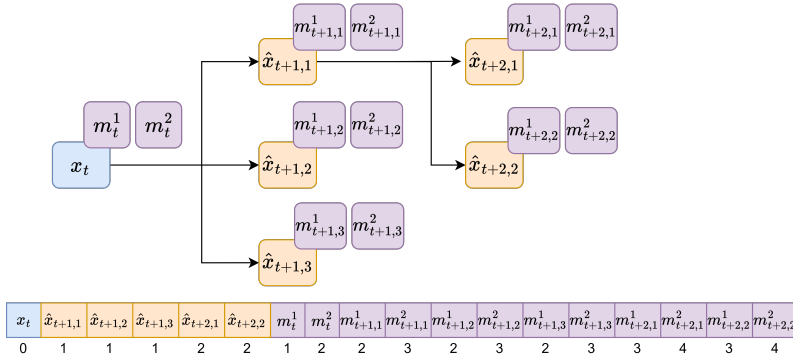 m^1_{t+1,1} m^2_{t+1,1} m^1_{t+2,1} m^2_{t+2,1}
x̂_{t+1,1} x̂_{t+2,1}
m^1_t m^2_t m^1_{t+1,2} m^2_{t+1,2} m^1_{t+2,2} m^2_{t+2,2}
x_t x̂_{t+1,2} x̂_{t+2,2}
m^1_{t+1,3} m^2_{t+1,3}
x̂_{t+1,3}
x_t x̂_{t+1,1} x̂_{t+1,2} x̂_{t+1,3} x̂_{t+2,1} x̂_{t+2,2} m^1_t m^2_t m^1_{t+1,1} m^2_{t+1,1} m^1_{t+1,2} m^2_{t+1,2} m^1_{t+1,3} m^2_{t+1,3} m^1_{t+2,1} m^2_{t+2,1} m^1_{t+2,2} m^2_{t+2,2}
0 1 1 1 2 2 1 2 2 3 2 3 2 3 3 4 3 4